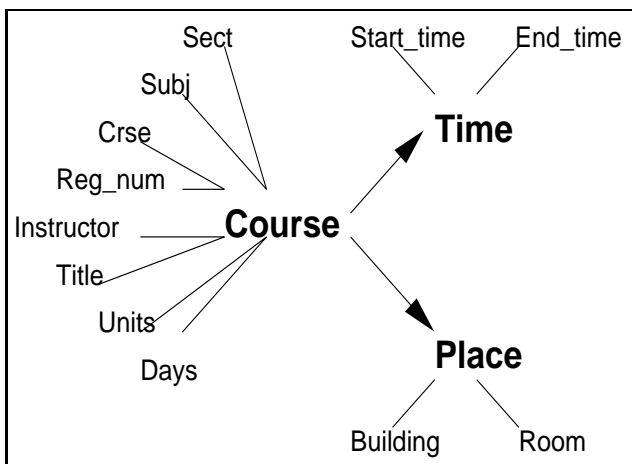 Sect
Start_time
End_time
Subj
Crse
Time
Reg_num
Instructor
Course
Title
Units
Place
Days
Building
Room